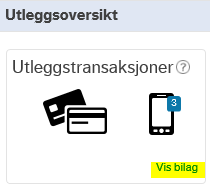 Utleggsoversikt
Utleggstransaksjoner ?
3
Vis bilag